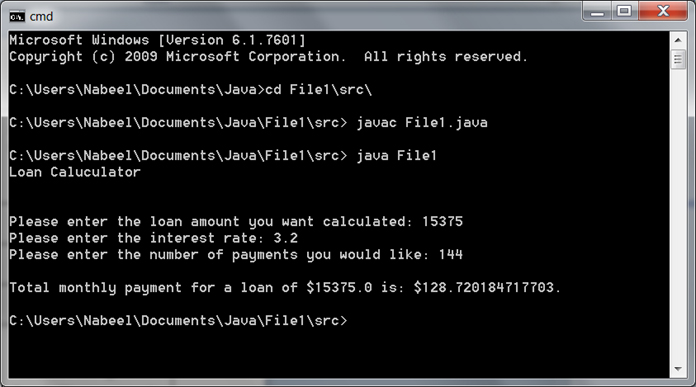 cmd
Microsoft Windows [Version 6.1.7601]
Copyright (c) 2009 Microsoft Corporation.  All rights reserved.
C:\Users\Nabeel\Documents\Java>cd File1\src\
C:\Users\Nabeel\Documents\Java\File1\src> javac File1.java
C:\Users\Nabeel\Documents\Java\File1\src> java File1
Loan Caluculator
Please enter the loan amount you want calculated: 15375
Please enter the interest rate: 3.2
Please enter the number of payments you would like: 144
Total monthly payment for a loan of $15375.0 is: $128.720184717703.
C:\Users\Nabeel\Documents\Java\File1\src>